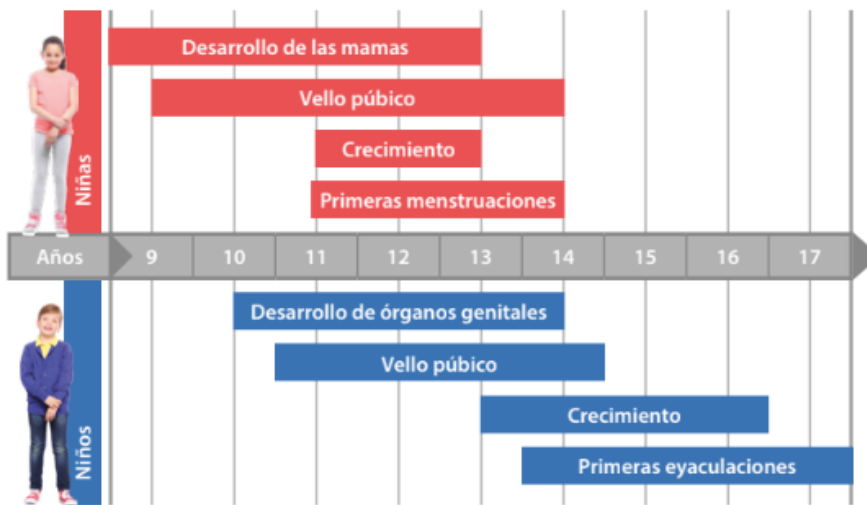 Niñas
Desarrollo de las mamas
Vello púbico
Crecimiento
Primeras menstruaciones
Años 9 10 11 12 13 14 15 16 17
Niños
Desarrollo de órganos genitales
Vello púbico
Crecimiento
Primeras eyaculaciones